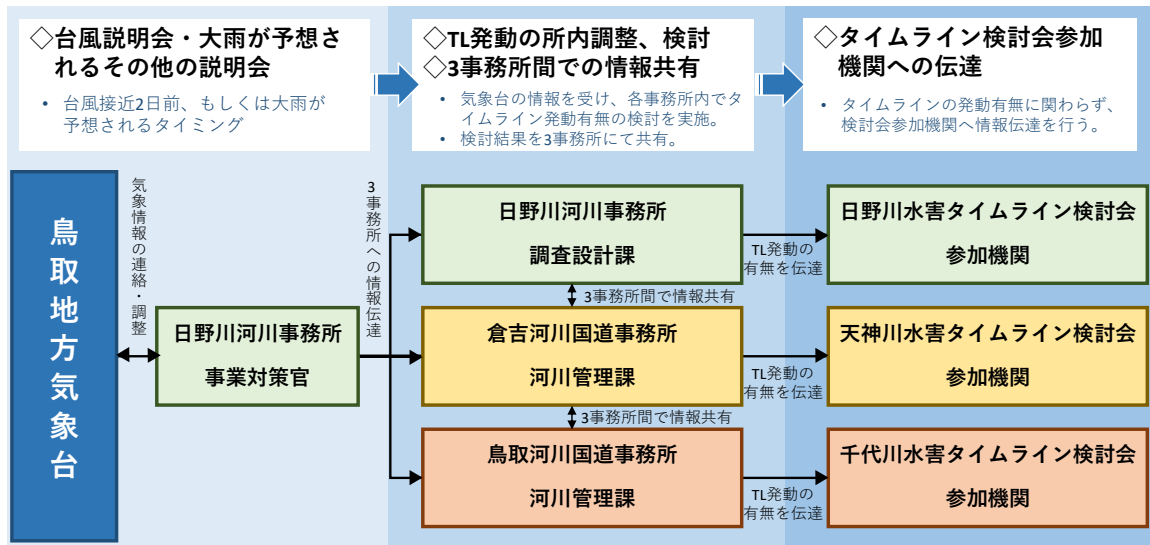 ◇台風説明会・大雨が予想さ
れるその他の説明会
• 台風接近2日前、もしくは大雨が
予想されるタイミング
◇TL発動の所内調整、検討
◇3事務所間での情報共有
• 気象台の情報を受け、各事務所内でタ
イムライン発動有無の検討を実施。
• 検討結果を3事務所にて共有。
◇タイムライン検討会参加
機関への伝達
• タイムラインの発動有無に関わらず、
検討会参加機関へ情報伝達を行う。
鳥取地方気象台
気象情報の連絡・調整
日野川河川事務所
事業対策官
3事務所への情報伝達
日野川河川事務所
調査設計課
TL発動の
有無を伝達
日野川水害タイムライン検討会
参加機関
3事務所間で情報共有
倉吉河川国道事務所
河川管理課
TL発動の
有無を伝達
天神川水害タイムライン検討会
参加機関
3事務所間で情報共有
鳥取河川国道事務所
河川管理課
TL発動の
有無を伝達
千代川水害タイムライン検討会
参加機関